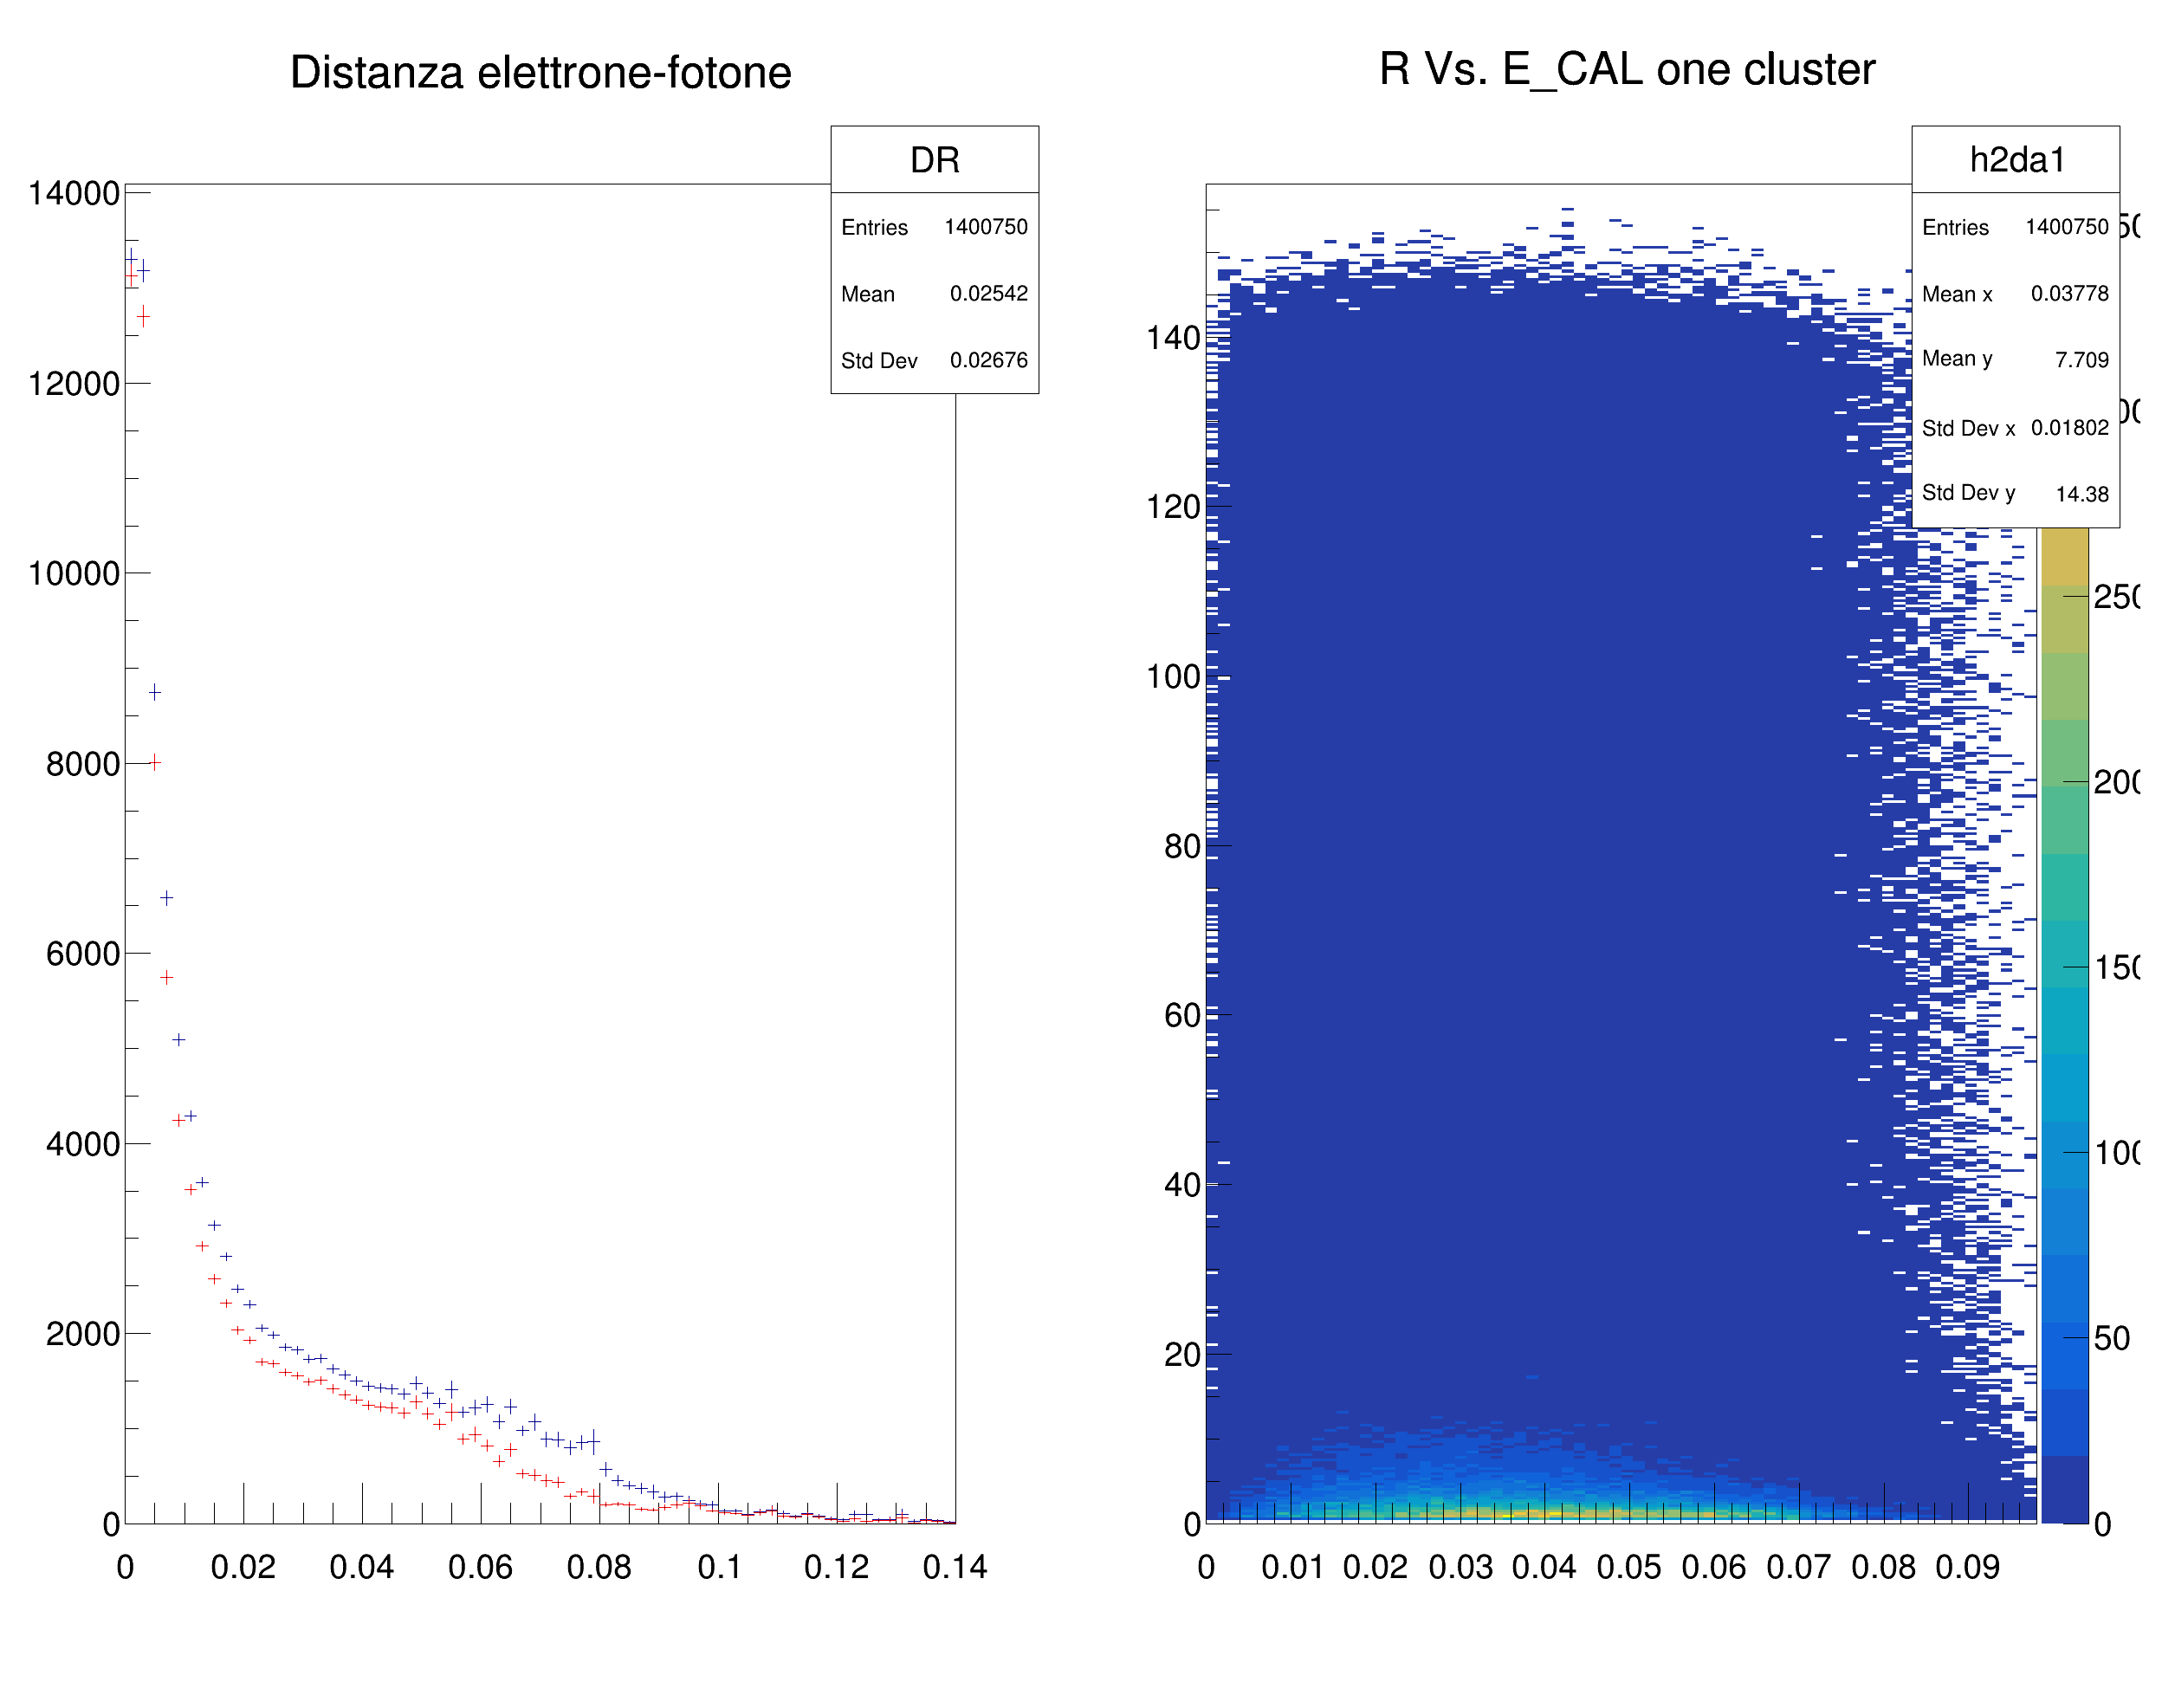 Distanza elettrone-fotone
DR
Entries 1400750
Mean 0.02542
Std Dev 0.02676
14000
12000
10000
8000
6000
4000
2000
0
0 0.02 0.04 0.06 0.08 0.1 0.12 0.14
R Vs. E_CAL one cluster
h2da1
Entries 1400750
Mean x 0.03778
Mean y 7.709
Std Dev x 0.01802
Std Dev y 14.38
140
120
100
80
60
40
20
0
0 0.01 0.02 0.03 0.04 0.05 0.06 0.07 0.08 0.09
250
200
150
100
50
0